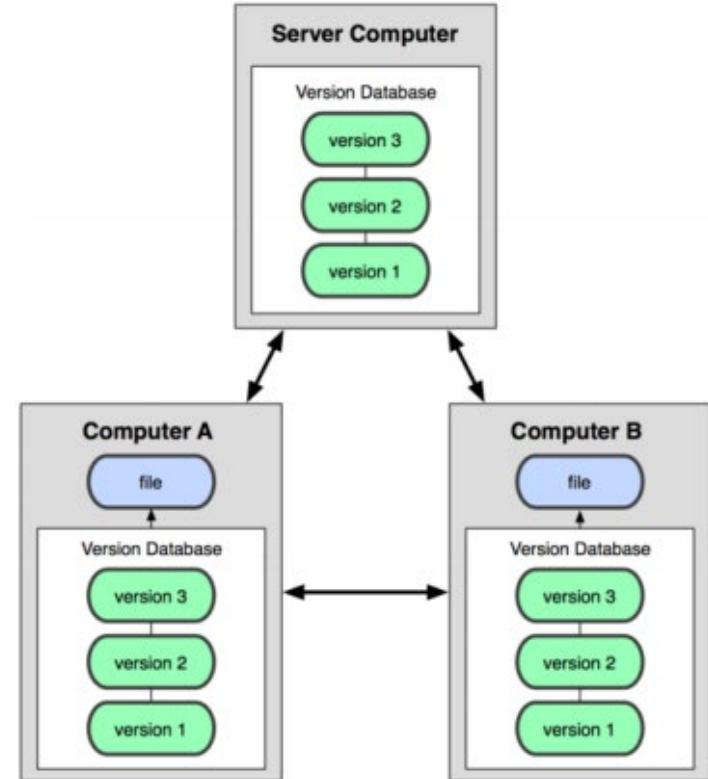 Server Computer
Version Database
version 3
version 2
version 1
Computer A
file
Version Database
version 3
version 2
version 1
Computer B
file
Version Database
version 3
version 2
version 1